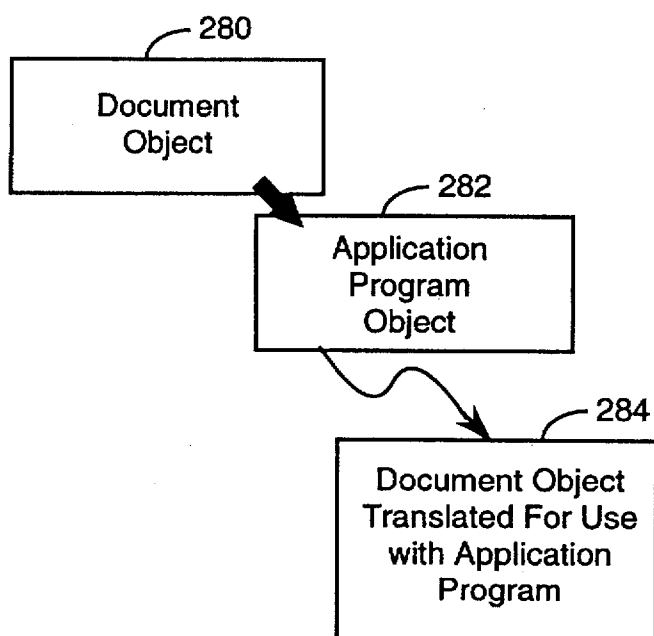 280
Document
Object
282
Application
Program
Object
284
Document Object
Translated For Use
with Application
Program